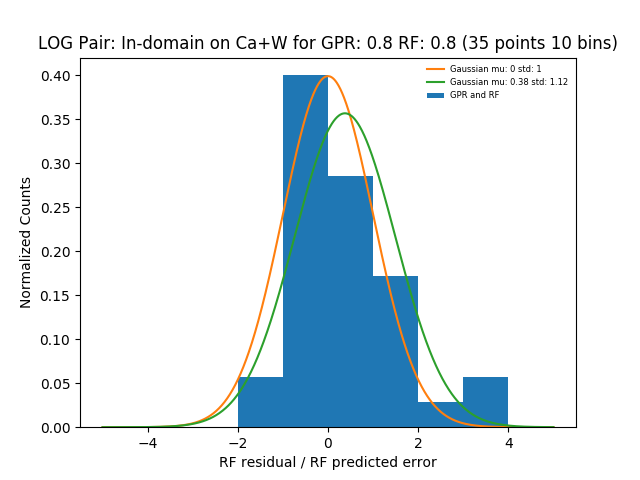 LOG Pair: In-domain on Ca+W for GPR: 0.8 RF: 0.8 (35 points 10 bins)
Gaussian mu: 0 std: 1
Gaussian mu: 0.38 std: 1.12
GPR and RF
Normalized Counts
0.40
0.35
0.30
0.25
0.20
0.15
0.10
0.05
0.00
−4 −2 0 2 4
RF residual / RF predicted error